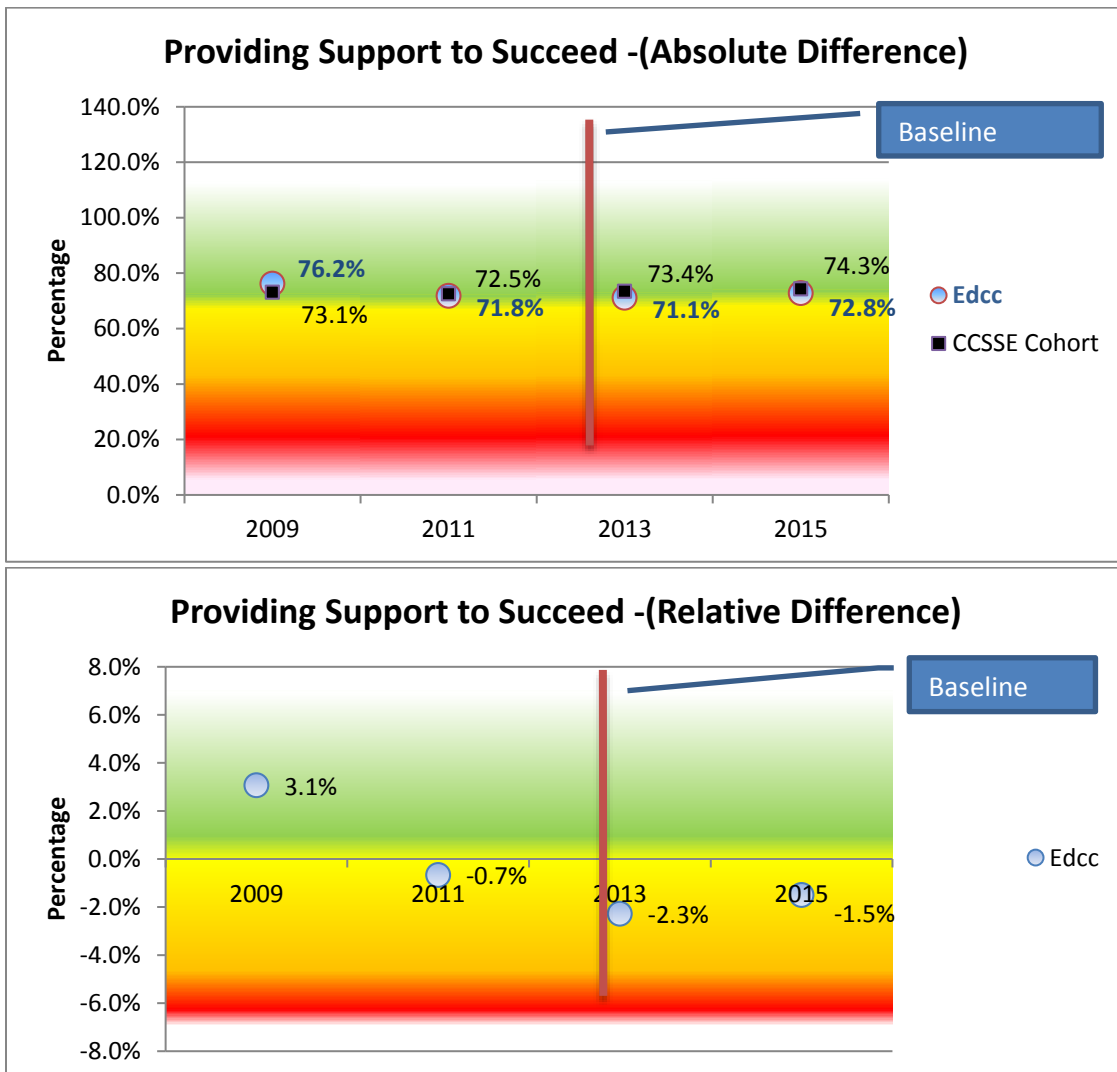 Providing Support to Succeed -(Absolute Difference)
Baseline
Percentage
140.0%
120.0%
100.0%
80.0%
60.0%
40.0%
20.0%
0.0%
76.2%
73.1%
72.5%
71.8%
73.4%
71.1%
74.3%
72.8%
2009 2011 2013 2015
Edcc
CCSSE Cohort
Providing Support to Succeed -(Relative Difference)
Baseline
Percentage
8.0%
6.0%
4.0%
2.0%
0.0%
-2.0%
-4.0%
-6.0%
-8.0%
3.1%
-0.7%
-2.3%
-1.5%
2009 2011 2013 2015
Edcc